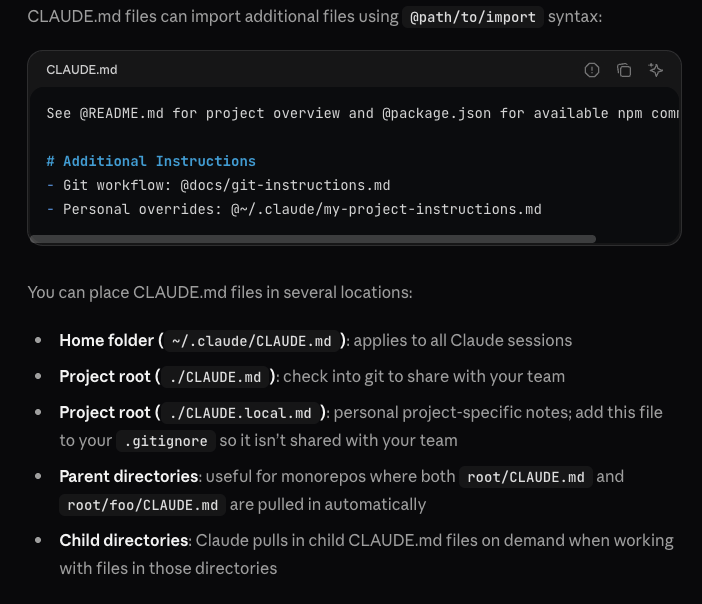 CLAUDE.md files can import additional files using @path/to/import syntax:
CLAUDE.md
See @README.md for project overview and @package.json for available npm com
# Additional Instructions
- Git workflow: @docs/git-instructions.md
- Personal overrides: @~/.claude/my-project-instructions.md
You can place CLAUDE.md files in several locations:
• Home folder ( ~/.claude/CLAUDE.md ): applies to all Claude sessions
• Project root ( ./CLAUDE.md ): check into git to share with your team
• Project root ( ./CLAUDE.local.md ): personal project-specific notes; add this file
to your .gitignore so it isn’t shared with your team
• Parent directories: useful for monorepos where both root/CLAUDE.md and
root/foo/CLAUDE.md are pulled in automatically
• Child directories: Claude pulls in child CLAUDE.md files on demand when working
with files in those directories